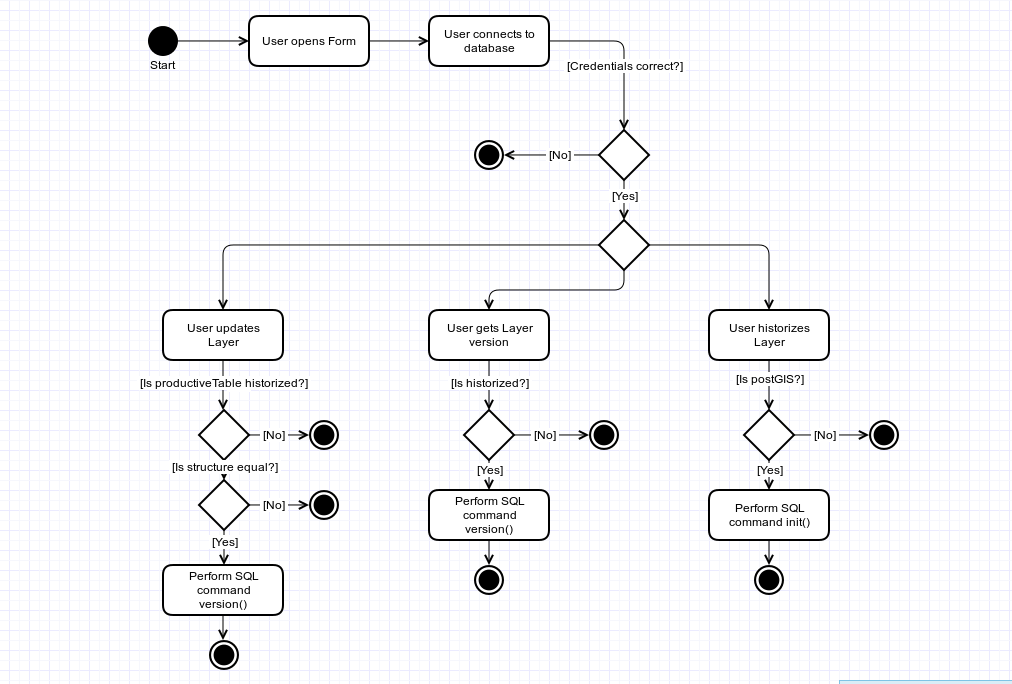 Start
User opens Form
User connects to
database
[Credentials correct?]
[No]
[Yes]
User updates
Layer
User gets Layer
version
User historizes
Layer
[Is productiveTable historized?]
[Is historized?]
[Is postGIS?]
[No]
[No]
[No]
[Is structure equal?]
[Yes]
[Yes]
[No]
Perform SQL
command
version()
Perform SQL
command init()
[Yes]
Perform SQL
command
version()